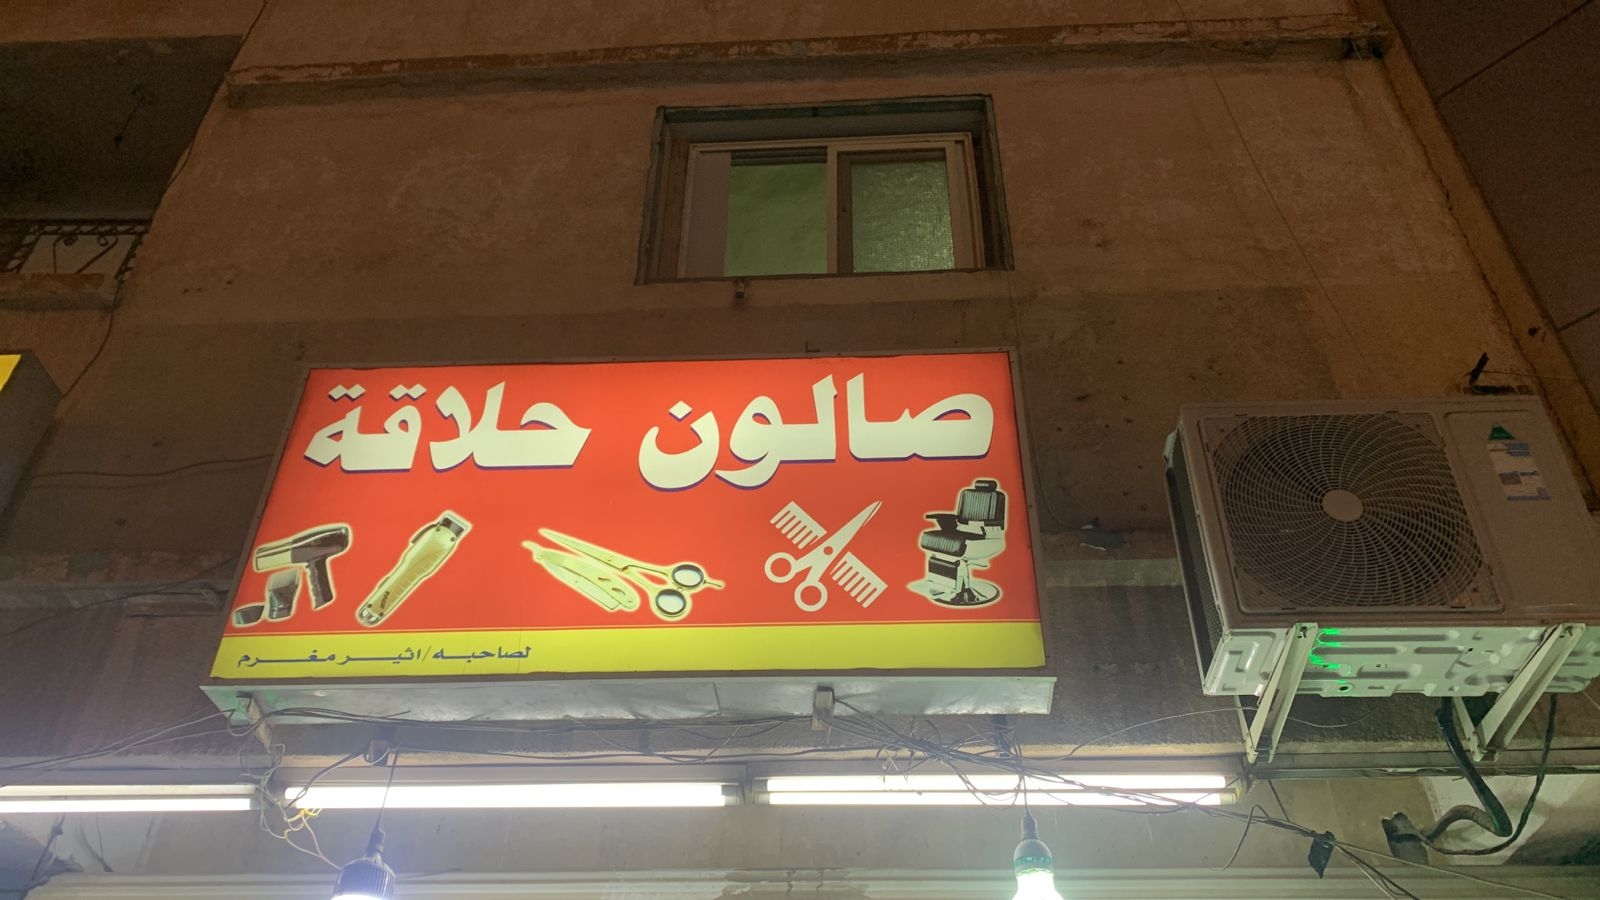 صالون حلاقة
لصاحبه/اثير مغرم